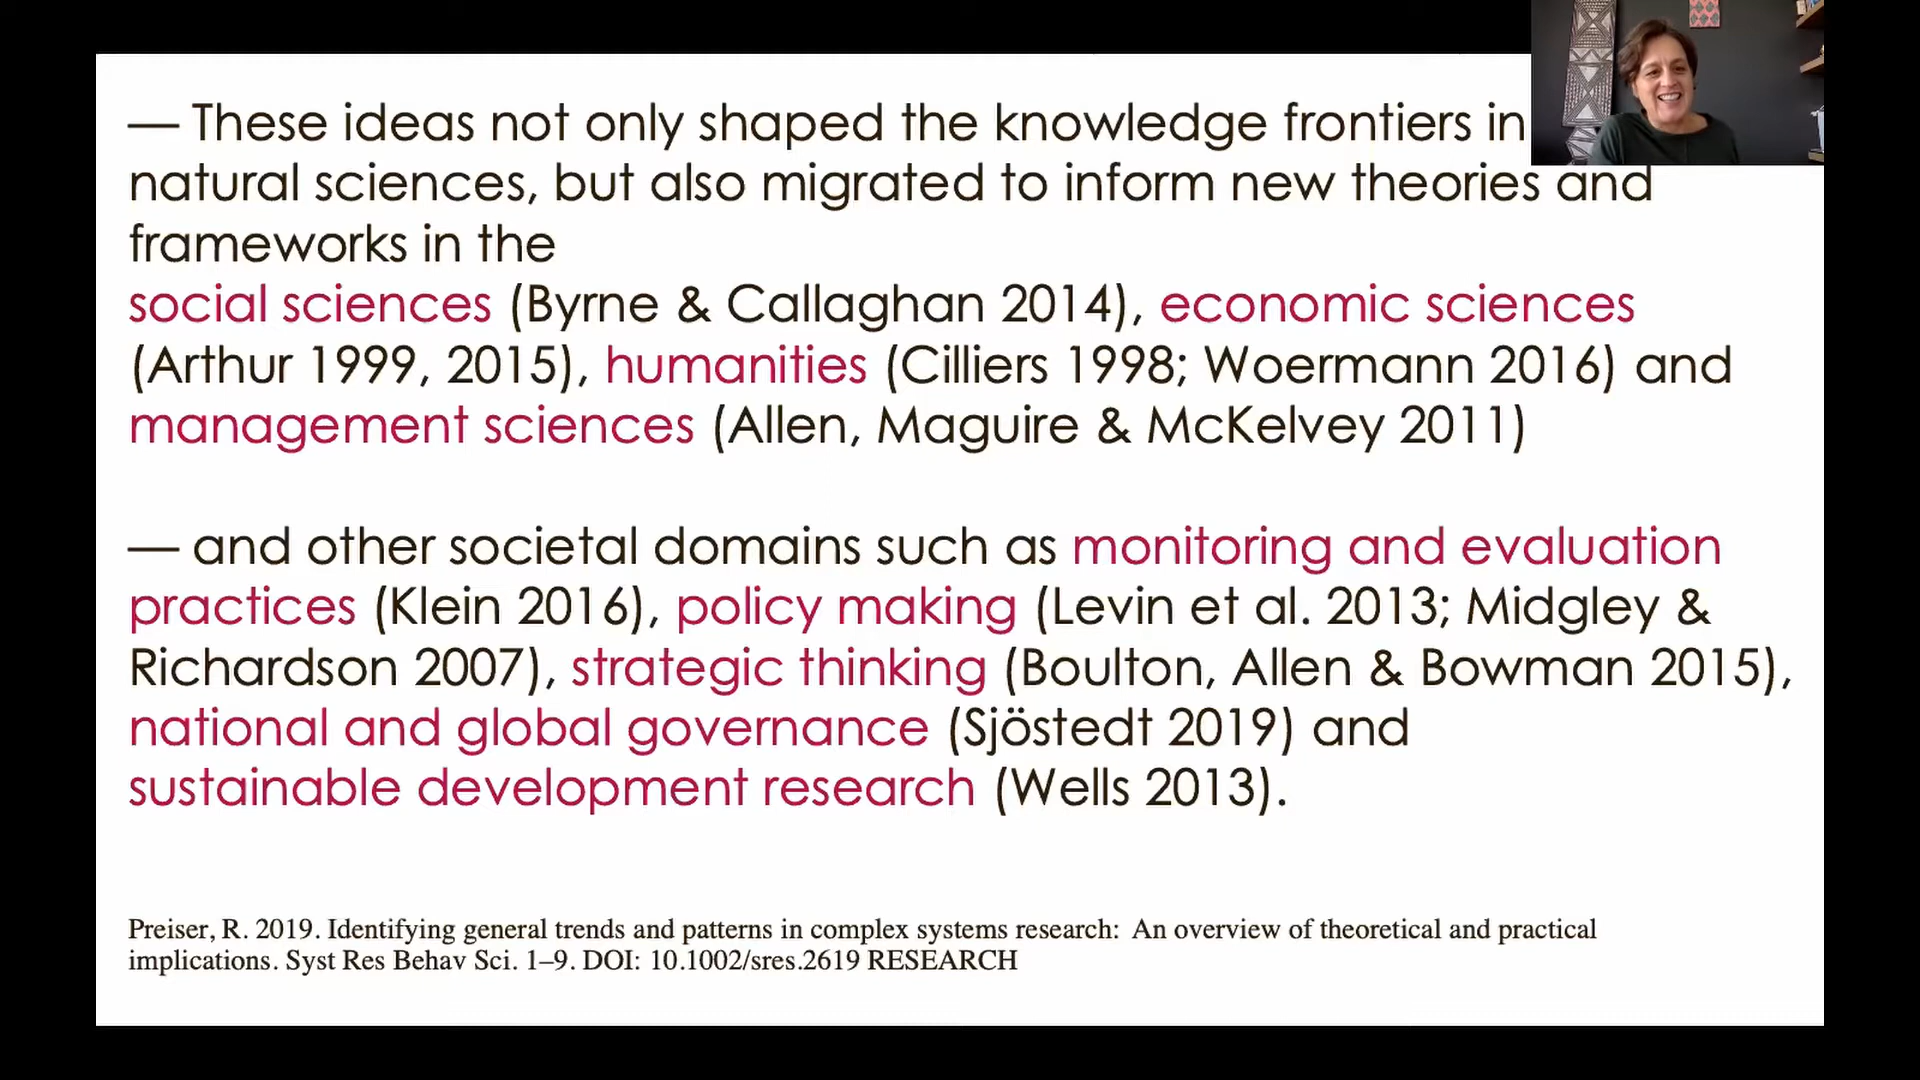 — These ideas not only shaped the knowledge frontiers in
natural sciences, but also migrated to inform new theories and
frameworks in the
social sciences (Byrne & Callaghan 2014), economic sciences
(Arthur 1999, 2015), humanities (Cilliers 1998; Woermann 2016) and
management sciences (Allen, Maguire & McKelvey 2011)
— and other societal domains such as monitoring and evaluation
practices (Klein 2016), policy making (Levin et al. 2013; Midgley &
Richardson 2007), strategic thinking (Boulton, Allen & Bowman 2015),
national and global governance (Sjöstedt 2019) and
sustainable development research (Wells 2013).
Preiser, R. 2019. Identifying general trends and patterns in complex systems research: An overview of theoretical and practical
implications. Syst Res Behav Sci. 1–9. DOI: 10.1002/sres.2619 RESEARCH